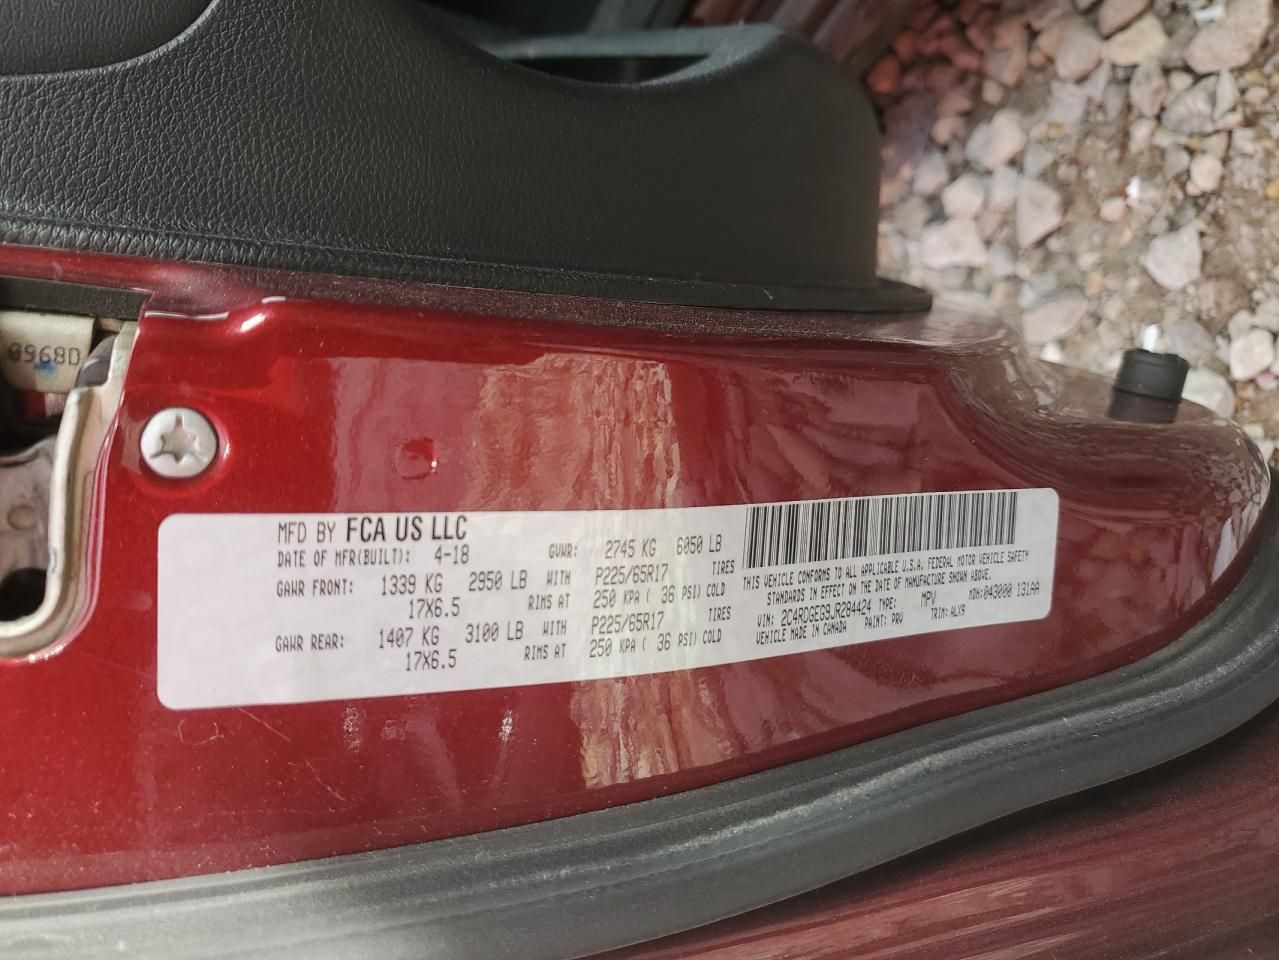 0968D
MFD BY FCA US LLC
DATE OF MFR(BUILT): 4-18 GVWR: 2745 KG 6050 LB
GAWR FRONT: 1339 KG 2950 LB WITH P225/65R17 TIRES
17X6.5 RIMS AT 250 KPA ( 36 PSI) COLD
GAWR REAR: 1407 KG 3100 LB WITH P225/65R17 TIRES
17X6.5 RIMS AT 250 KPA ( 36 PSI) COLD
THIS VEHICLE CONFORMS TO ALL APPLICABLE U.S.A. FEDERAL MOTOR VEHICLE SAFETY
STANDARDS IN EFFECT ON THE DATE OF MANUFACTURE SHOWN ABOVE.
VIN: 2C4RDGEG9JR284424 TYPE: MPV MDH:043000 131AA
VEHICLE MADE IN CANADA PAINT: PRV TRIM: ALX9